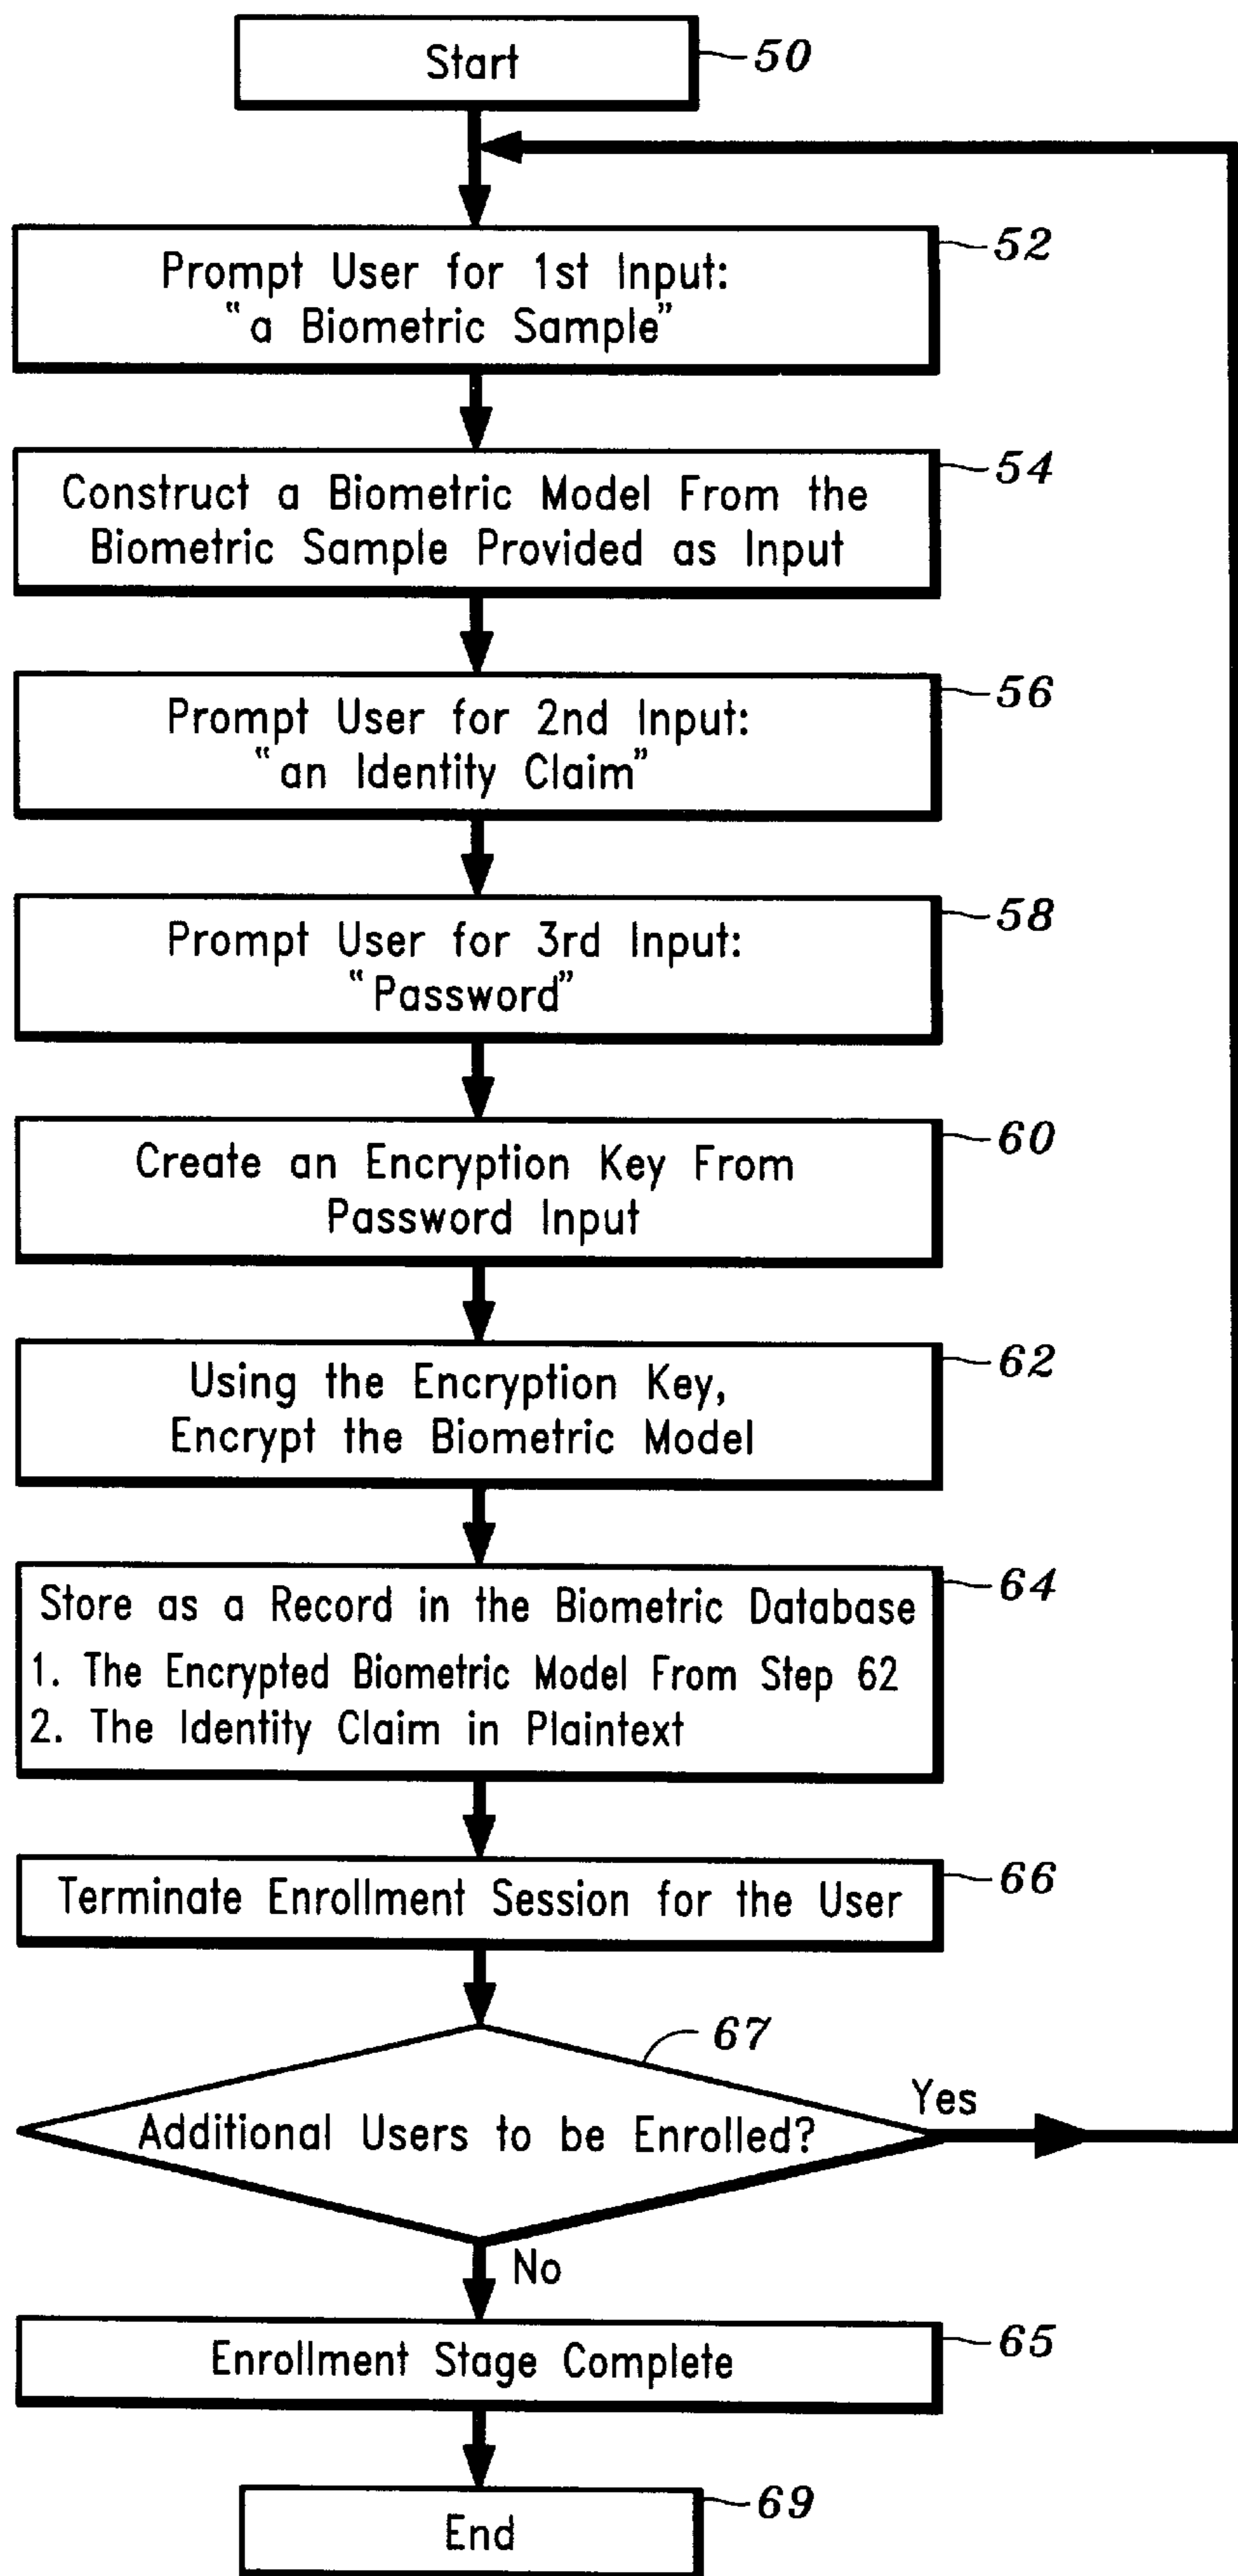 Start
50
Prompt User for 1st Input:
"a Biometric Sample"
52
Construct a Biometric Model From the
Biometric Sample Provided as Input
54
Prompt User for 2nd Input:
"an Identity Claim"
56
Prompt User for 3rd Input:
"Password"
58
Create an Encryption Key From
Password Input
60
Using the Encryption Key,
Encrypt the Biometric Model
62
Store as a Record in the Biometric Database
1. The Encrypted Biometric Model From Step 62
2. The Identity Claim in Plaintext
64
Terminate Enrollment Session for the User
66
67
Additional Users to be Enrolled?
Yes
No
Enrollment Stage Complete
65
End
69